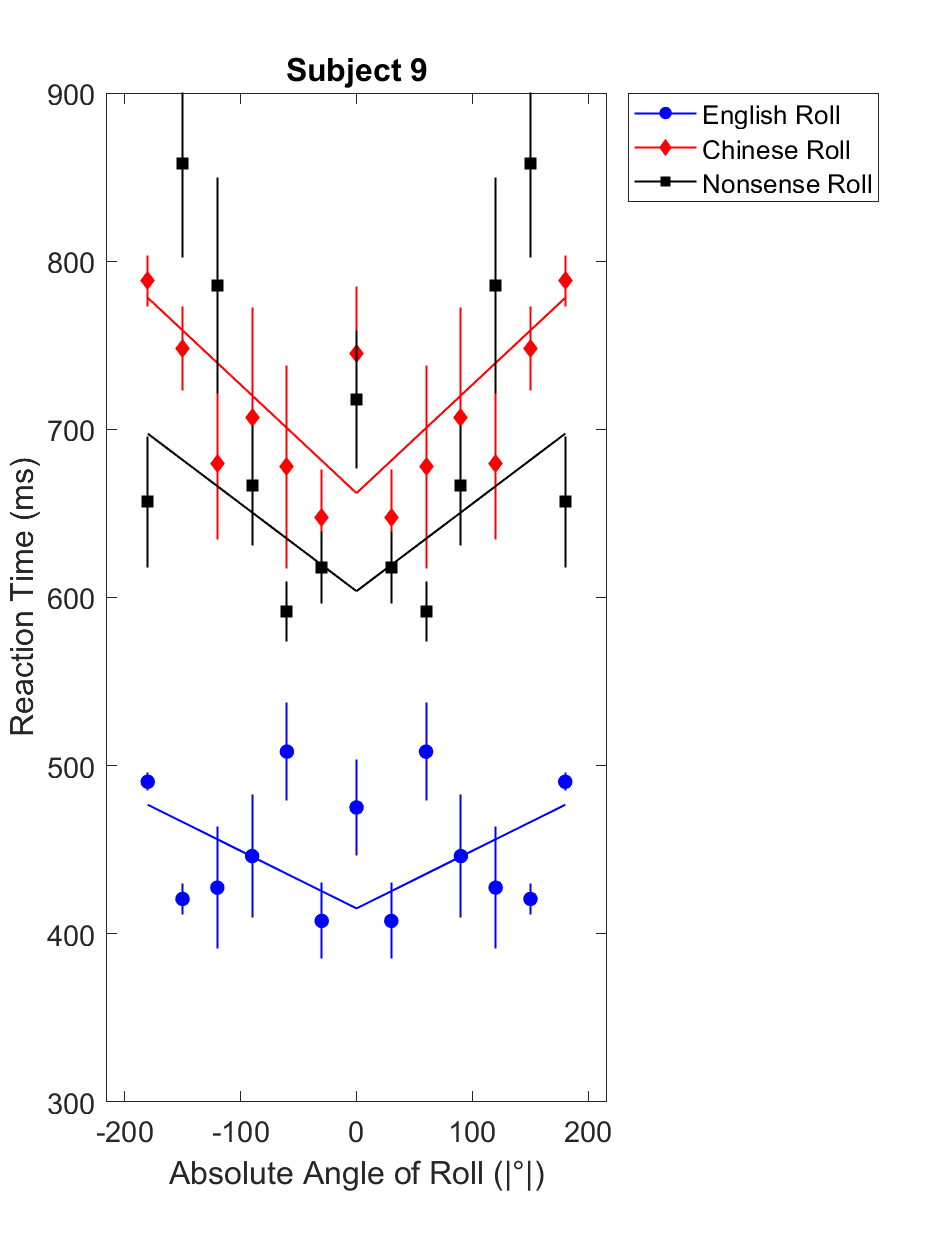 Subject 9
900
800
700
600
500
400
300
-200 -100 0 100 200
Reaction Time (ms)
Absolute Angle of Roll (|°|)
English Roll
Chinese Roll
Nonsense Roll